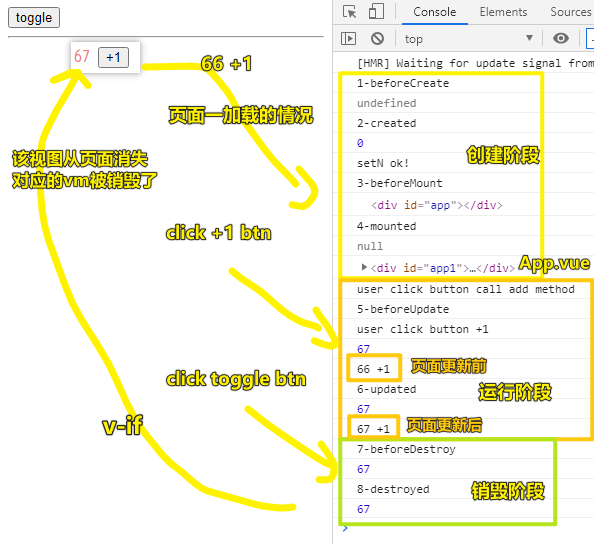 toggle
67 +1
66 +1
页面一加载的情况
该视图从页面消失
对应的vm被销毁了
click +1 btn
click toggle btn
v-if
Console Elements Sources
top
[HMR] Waiting for update signal from
1-beforeCreate
undefined
2-created
0
setN ok!
3-beforeMount
<div id="app"></div>
4-mounted
null
<div id="app1">…</div>
创建阶段
App.vue
user click button call add method
5-beforeUpdate
user click button +1
67
66 +1
页面更新前
6-updated
运行阶段
67
67 +1
页面更新后
7-beforeDestroy
67
8-destroyed
销毁阶段
67